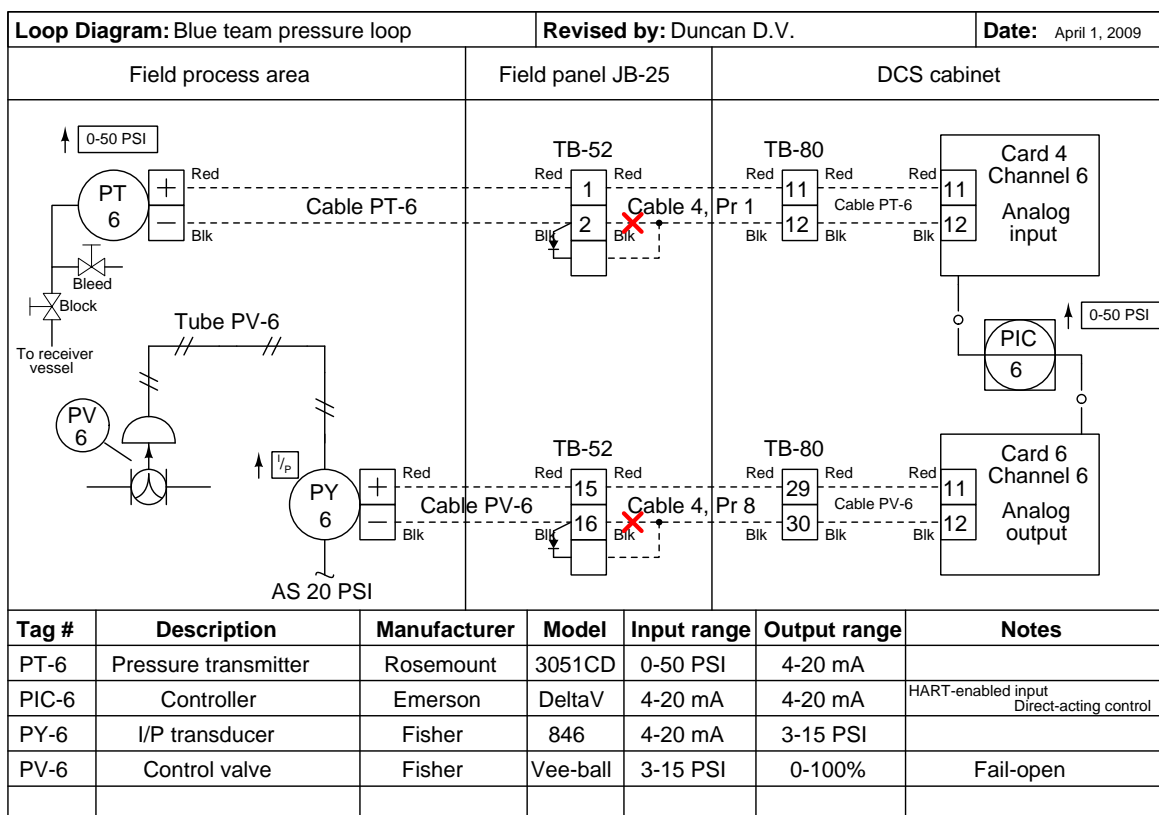 Loop Diagram: Blue team pressure loop
Revised by: Duncan D.V.
Date: April 1, 2009
Field process area
Field panel JB-25
DCS cabinet
0-50 PSI
PT
6
+
−
Red
Blk
Cable PT-6
Bleed
Block
To receiver
vessel
TB-52
Red
1
Red
2
Blk
Blk
Cable 4, Pr 1
TB-80
Red
11
Red
12
Blk
Blk
Cable PT-6
Red
11
12
Blk
Card 4
Channel 6
Analog
input
PIC
6
0-50 PSI
Tube PV-6
PV
6
I/P
PY
6
+
−
Red
Blk
AS 20 PSI
Cable PV-6
TB-52
Red
15
Red
16
Blk
Blk
Cable 4, Pr 8
TB-80
Red
29
Red
30
Blk
Blk
Cable PV-6
Red
11
12
Blk
Card 6
Channel 6
Analog
output
Tag # Description Manufacturer Model Input range Output range Notes
PT-6 Pressure transmitter Rosemount 3051CD 0-50 PSI 4-20 mA
PIC-6 Controller Emerson DeltaV 4-20 mA 4-20 mA HART-enabled input
Direct-acting control
PY-6 I/P transducer Fisher 846 4-20 mA 3-15 PSI
PV-6 Control valve Fisher Vee-ball 3-15 PSI 0-100% Fail-open